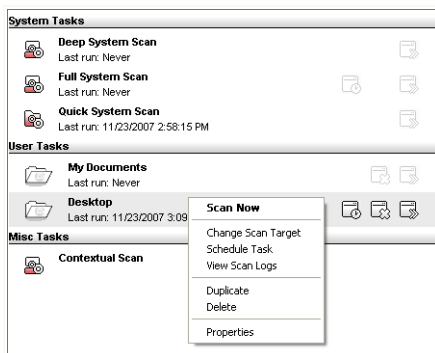 System Tasks
Deep System Scan
Last run: Never
Full System Scan
Last run: Never
Quick System Scan
Last run: 11/23/2007 2:58:15 PM
User Tasks
My Documents
Last run: Never
Desktop
Last run: 11/23/2007 3:09
Scan Now
Change Scan Target
Schedule Task
View Scan Logs
Duplicate
Delete
Properties
Misc Tasks
Contextual Scan